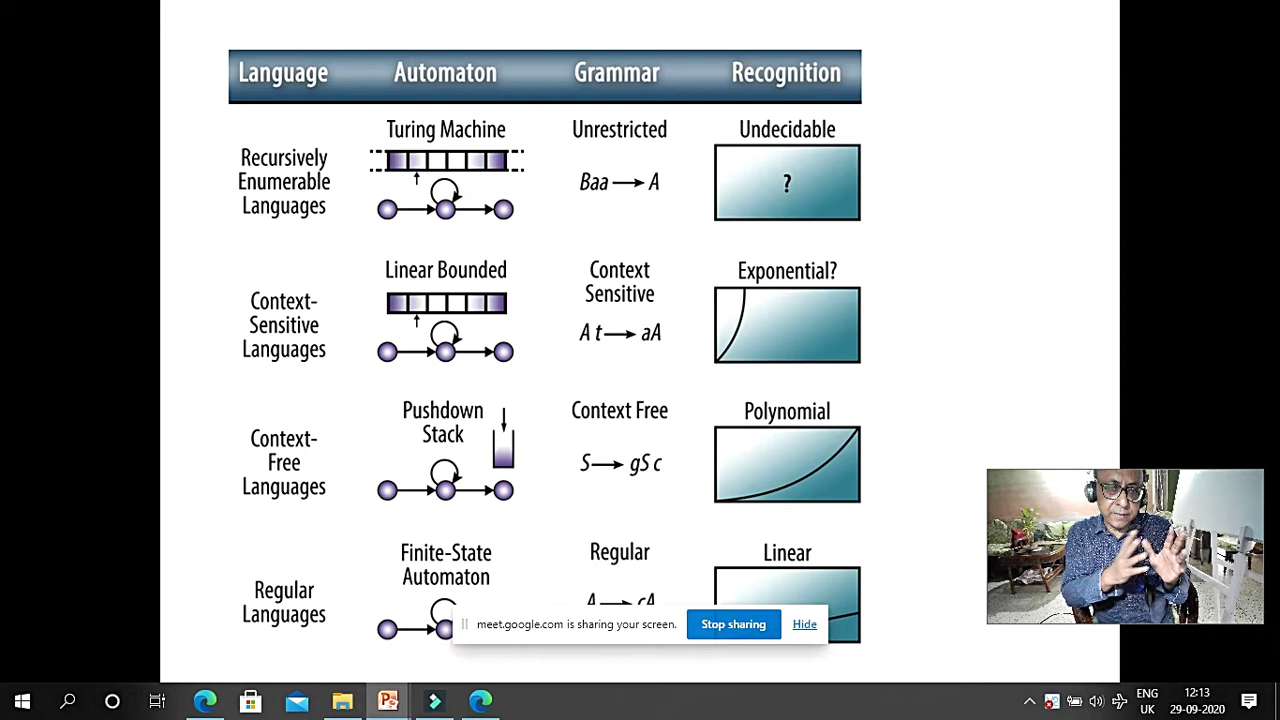 Language Automaton Grammar Recognition
Turing Machine Unrestricted Undecidable
Recursively
Enumerable
Languages
Baa → A
?
Linear Bounded Context
Sensitive Exponential?
Context-
Sensitive
Languages
A t → aA
Pushdown
Stack
Context Free Polynomial
Context-
Free
Languages
S → gS c
Finite-State
Automaton
Regular Linear
Regular
Languages
A → cA
meet.google.com is sharing your screen. Stop sharing Hide
ENG
UK
12:13
29-09-2020